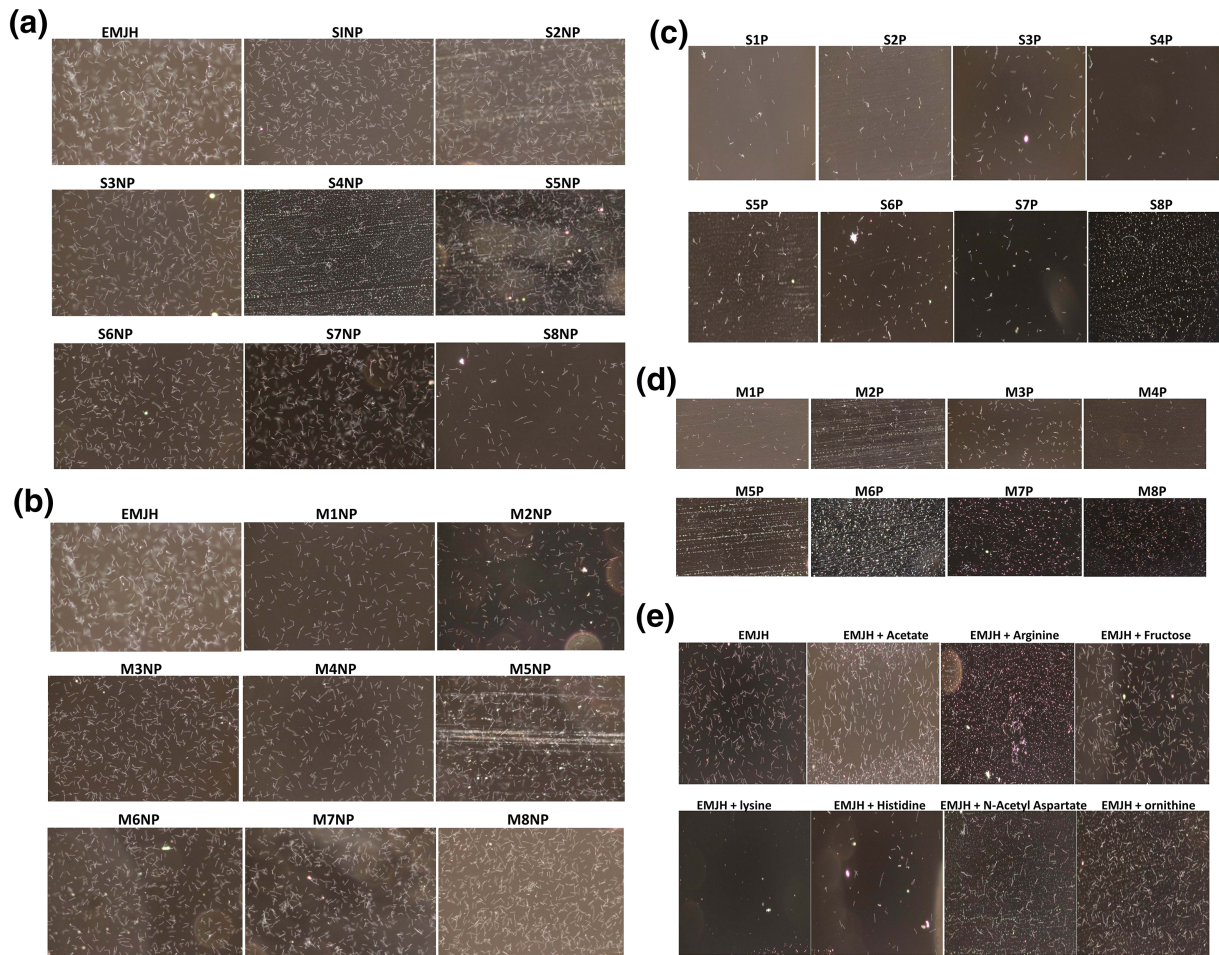 (a)
EMJH SINP S2NP
S3NP S4NP S5NP
S6NP S7NP S8NP
(b)
EMJH M1NP M2NP
M3NP M4NP M5NP
M6NP M7NP M8NP
(c)
S1P S2P S3P S4P
S5P S6P S7P S8P
(d)
M1P M2P M3P M4P
M5P M6P M7P M8P
(e)
EMJH EMJH + Acetate EMJH + Arginine EMJH + Fructose
EMJH + lysine EMJH + Histidine EMJH + N-Acetyl Aspartate EMJH + ornithine